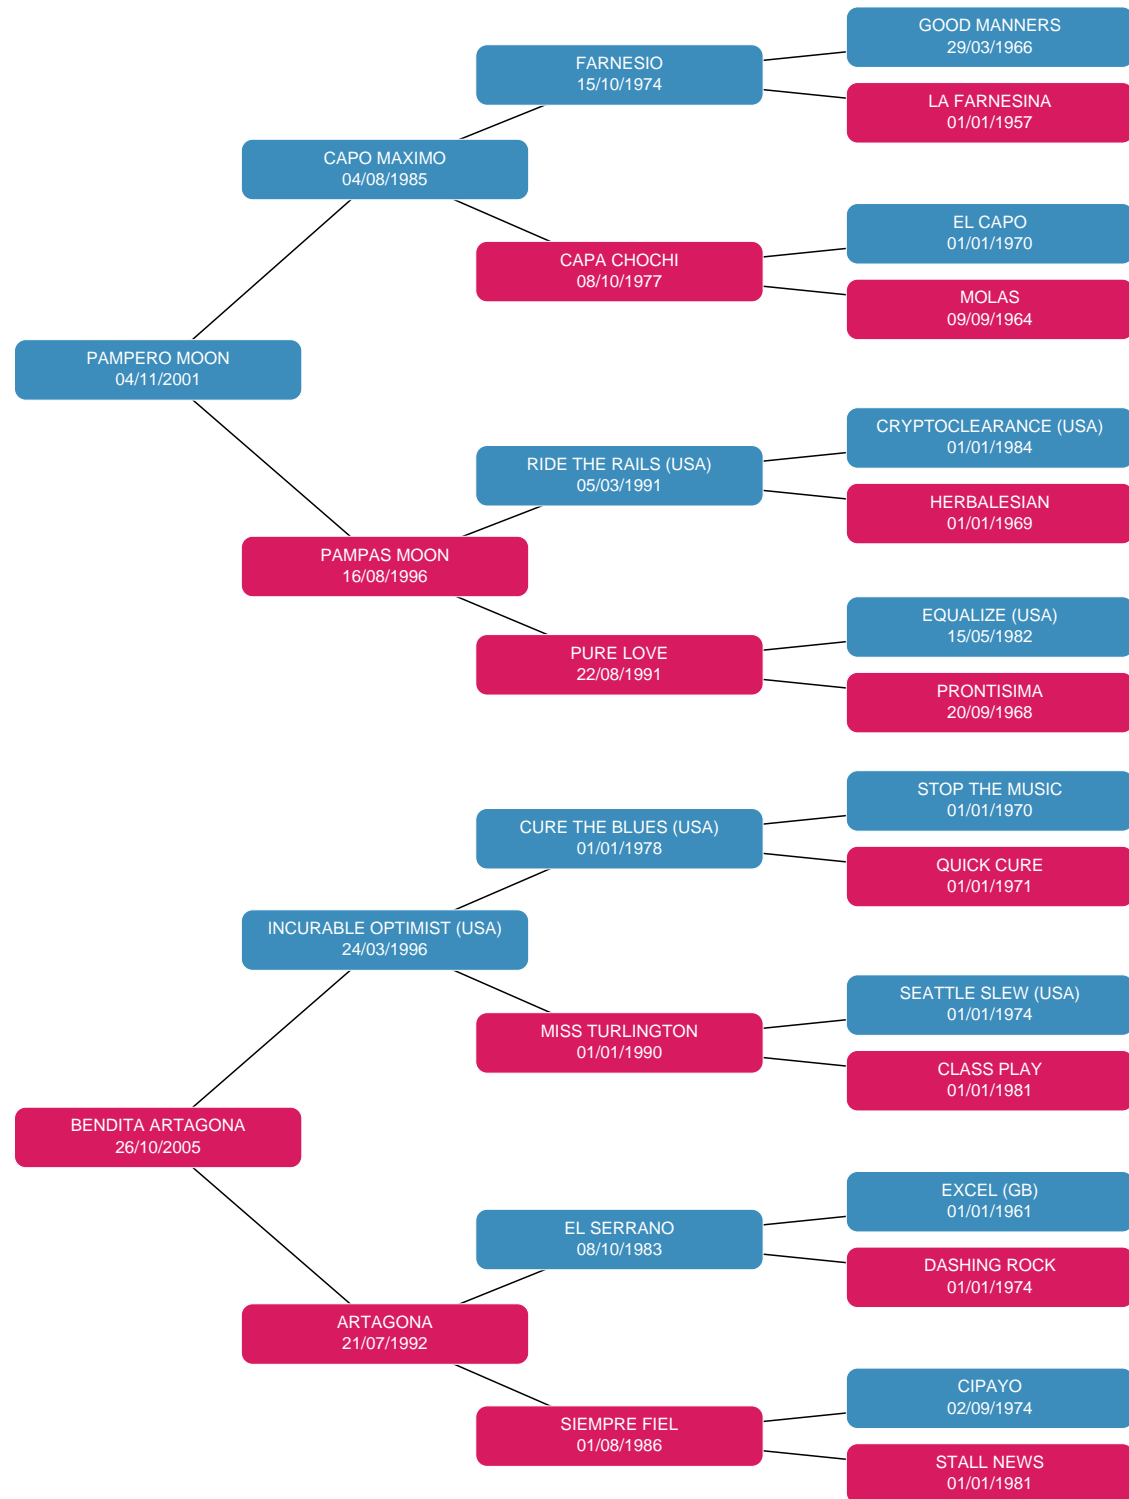 GOOD MANNERS
29/03/1966
FARNESIO
15/10/1974
LA FARNESINA
01/01/1957
CAPO MAXIMO
04/08/1985
EL CAPO
01/01/1970
CAPA CHOCHI
08/10/1977
MOLAS
09/09/1964
PAMPERO MOON
04/11/2001
CRYPTOCLEARANCE (USA)
01/01/1984
RIDE THE RAILS (USA)
05/03/1991
HERBALESIAN
01/01/1969
PAMPAS MOON
16/08/1996
EQUALIZE (USA)
15/05/1982
PURE LOVE
22/08/1991
PRONTISIMA
20/09/1968
STOP THE MUSIC
01/01/1970
CURE THE BLUES (USA)
01/01/1978
QUICK CURE
01/01/1971
INCURABLE OPTIMIST (USA)
24/03/1996
SEATTLE SLEW (USA)
01/01/1974
MISS TURLINGTON
01/01/1990
CLASS PLAY
01/01/1981
BENDITA ARTAGONA
26/10/2005
EXCEL (GB)
01/01/1961
EL SERRANO
08/10/1983
DASHING ROCK
01/01/1974
ARTAGONA
21/07/1992
CIPAYO
02/09/1974
SIEMPRE FIEL
01/08/1986
STALL NEWS
01/01/1981